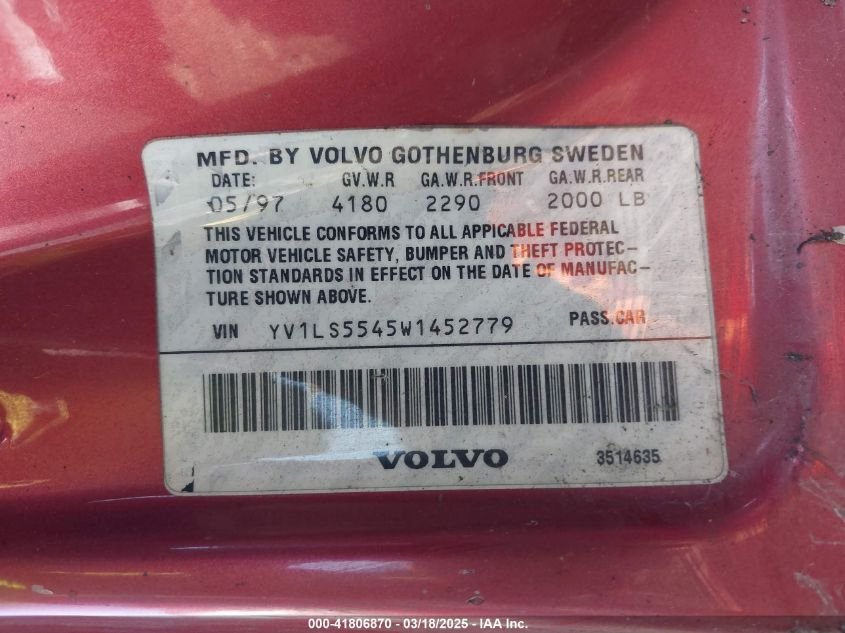 MFD. BY VOLVO GOTHENBURG SWEDEN
DATE: GV.W.R GA.W.R.FRONT GA.W.R.REAR
05/97 4180 2290 2000 LB
THIS VEHICLE CONFORMS TO ALL APPLICABLE FEDERAL
MOTOR VEHICLE SAFETY, BUMPER AND THEFT PROTEC-
TION STANDARDS IN EFFECT ON THE DATE OF MANUFAC-
TURE SHOWN ABOVE.
VIN YV1LS5545W1452779 PASS.CAR
VOLVO 3514635
000-41806870 - 03/18/2025 - IAA Inc.